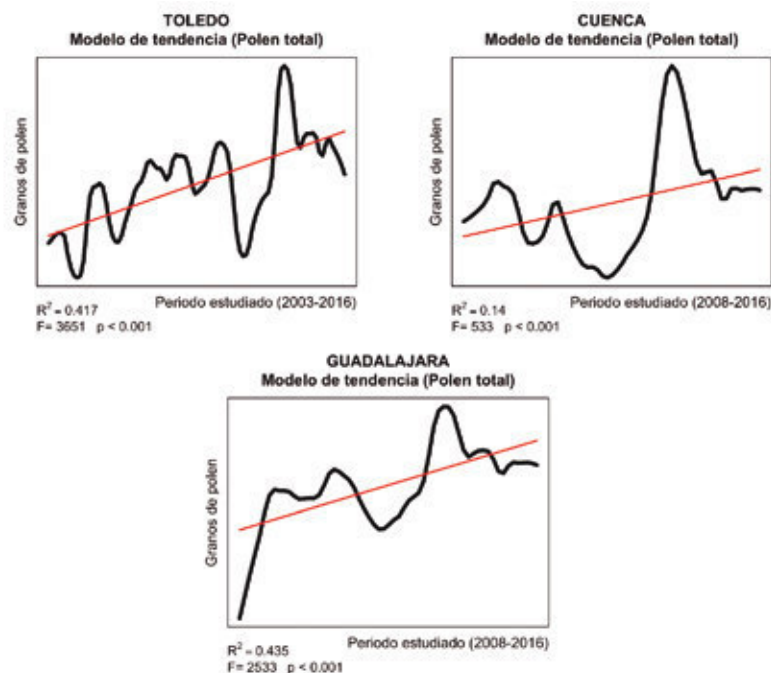 TOLEDO
Modelo de tendencia (Polen total)
Granos de polen
Periodo estudiado (2003-2016)
R² = 0.417
F= 3651 p < 0.001
CUENCA
Modelo de tendencia (Polen total)
Granos de polen
Periodo estudiado (2008-2016)
R² = 0.14
F= 533 p < 0.001
GUADALAJARA
Modelo de tendencia (Polen total)
Granos de polen
Periodo estudiado (2008-2016)
R² = 0.435
F= 2533 p < 0.001